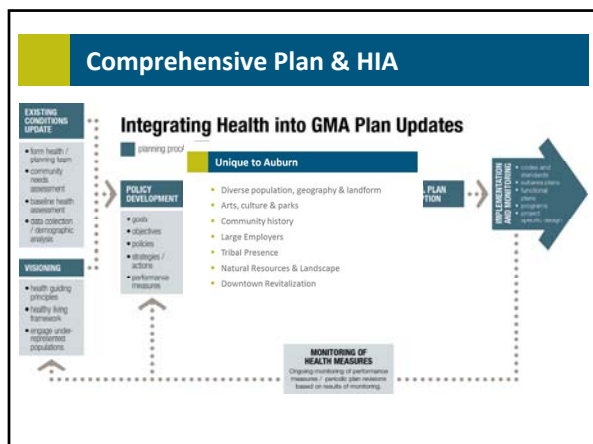 Comprehensive Plan & HIA
EXISTING
CONDITIONS
UPDATE
• form health /
planning team
• community
needs
assessment
• baseline health
assessment
• data collection
/ demographic
analysis
VISIONING
• health guiding
principles
• healthy living
framework
• engage under-
represented
populations
Integrating Health into GMA Plan Updates
planning
POLICY
DEVELOPMENT
• goals
• objectives
• policies
• strategies /
actions
• performance
measures
Unique to Auburn
• Diverse population, geography & landform
• Arts, culture & parks
• Community history
• Large Employers
• Tribal Presence
• Natural Resources & Landscape
• Downtown Revitalization
PLAN
IMPLEMENTATION
AND MONITORING
• codes and
standards
• subarea plans
• functional
plans
• programs
• project
specific design
MONITORING OF
HEALTH MEASURES
Ongoing monitoring of performance
measures / periodic plan revisions
based on results of monitoring.